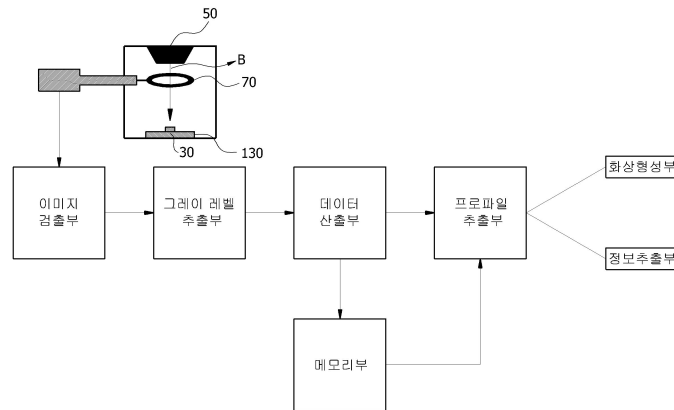 50
B
70
30
130
이미지
검출부
그레이 레벨
추출부
데이터
산출부
프로파일
추출부
화상형성부
정보추출부
메모리부